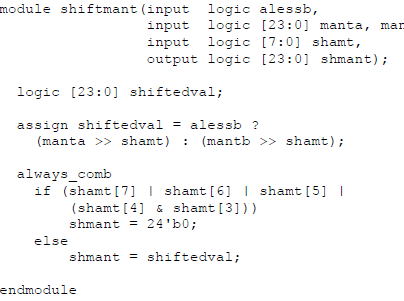 module shiftmant(input logic alessb,
input logic [23:0] manta,
input logic [7:0] shamt,
output logic [23:0] shmant);
logic [23:0] shiftedval;
assign shiftedval = alessb ?
(manta >> shamt) : (mantb >> shamt);
always_comb
if (shamt[7] | shamt[6] | shamt[5] |
(shamt[4] & shamt[3]))
shmant = 24'b0;
else
shmant = shiftedval;
endmodule